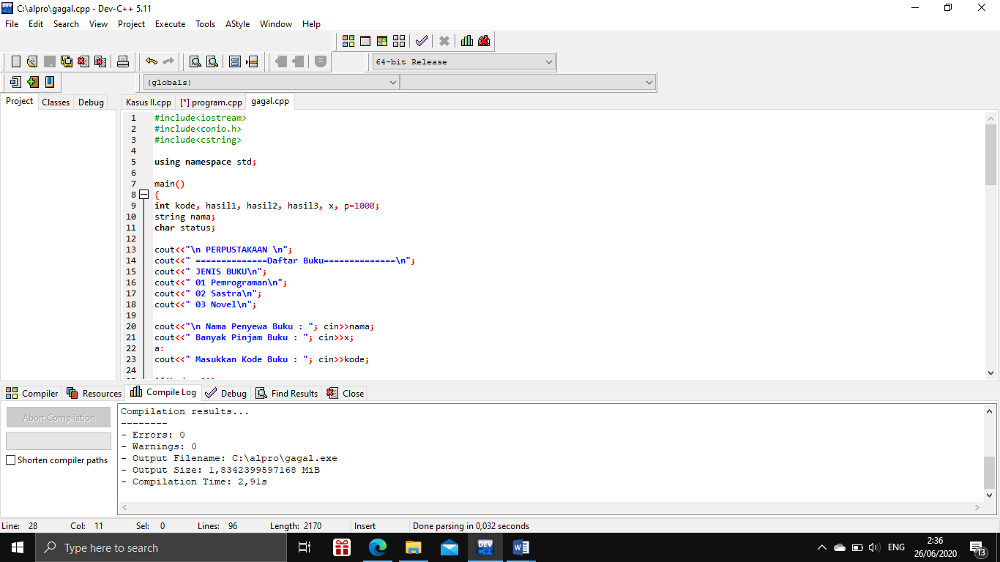 C:\alpro\gagal.cpp - Dev-C++ 5.11
File Edit Search View Project Execute Tools AStyle Window Help
64-bit Release
(globals)
Project Classes Debug
Kasus II.cpp [*] program.cpp gagal.cpp
1 #include<iostream>
2 #include<conio.h>
3 #include<cstring>
4
5 using namespace std;
6
7 main()
8 {
9 int kode, hasil1, hasil2, hasil3, x, p=1000;
10 string nama;
11 char status;
12
13 cout<<"\n PERPUSTAKAAN \n";
14 cout<<" ==============Daftar Buku==============\n";
15 cout<<" JENIS BUKU\n";
16 cout<<" 01 Pemrograman\n";
17 cout<<" 02 Sastra\n";
18 cout<<" 03 Novel\n";
19
20 cout<<"\n Nama Penyewa Buku : "; cin>>nama;
21 cout<<" Banyak Pinjam Buku : "; cin>>x;
22 a:
23 cout<<" Masukkan Kode Buku : "; cin>>kode;
24
Compiler Resources Compile Log Debug Find Results Close
Abort Compilation
Shorten compiler paths
Compilation results...
--------
- Errors: 0
- Warnings: 0
- Output Filename: C:\alpro\gagal.exe
- Output Size: 1,8342399597168 MiB
- Compilation Time: 2,91s
Line: 28 Col: 11 Sel: 0 Lines: 96 Length: 2170 Insert Done parsing in 0,032 seconds
Type here to search
DEV
ENG
2:36
26/06/2020
13